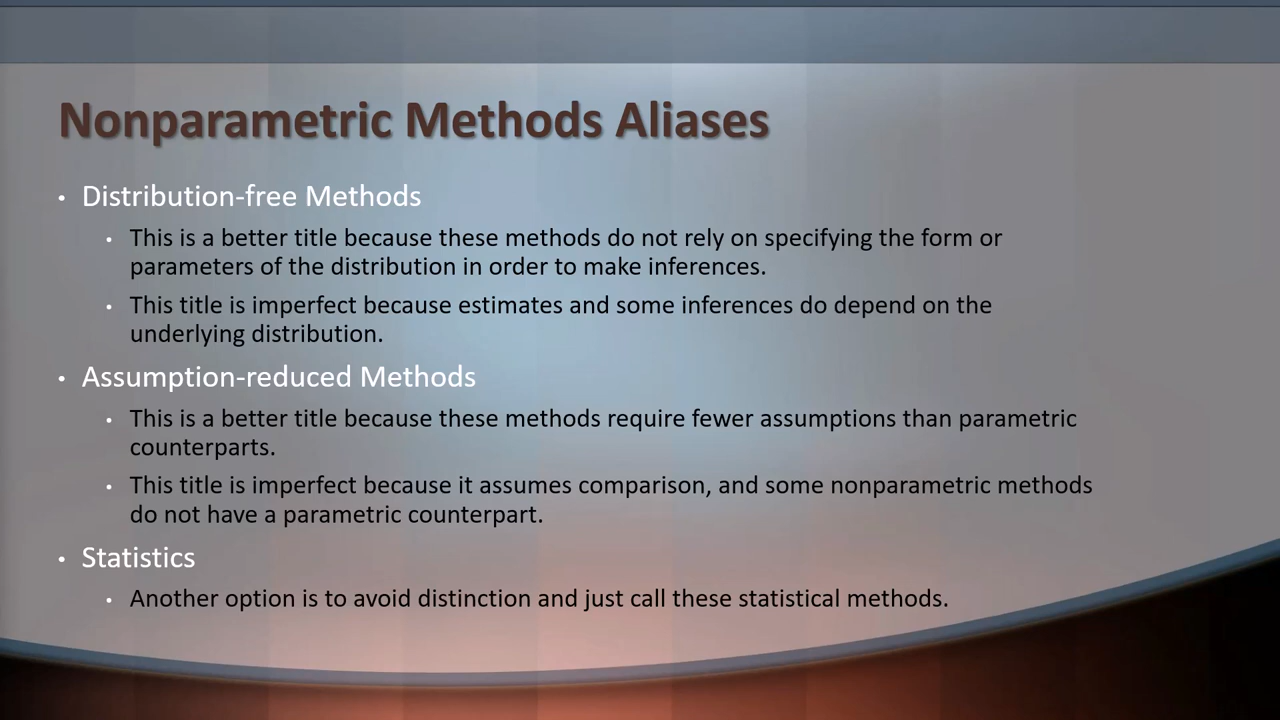 Nonparametric Methods Aliases
• Distribution-free Methods
• This is a better title because these methods do not rely on specifying the form or
parameters of the distribution in order to make inferences.
• This title is imperfect because estimates and some inferences do depend on the
underlying distribution.
• Assumption-reduced Methods
• This is a better title because these methods require fewer assumptions than parametric
counterparts.
• This title is imperfect because it assumes comparison, and some nonparametric methods
do not have a parametric counterpart.
• Statistics
• Another option is to avoid distinction and just call these statistical methods.